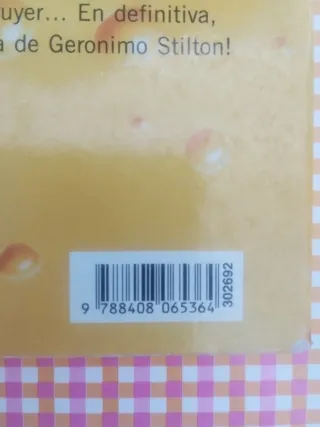 uyer... En definitiva,
a de Geronimo Stilton!
9 788408 065364
302692